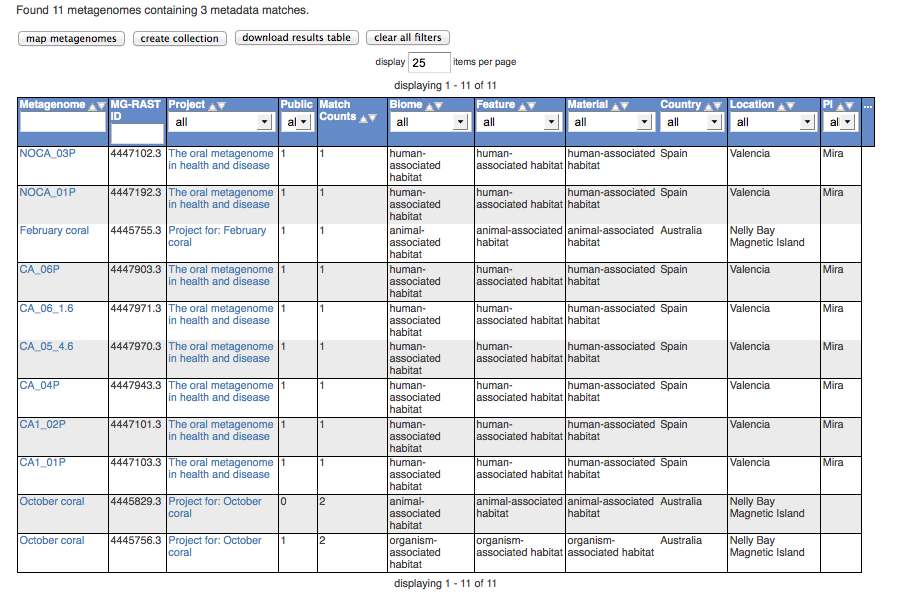 Found 11 metagenomes containing 3 metadata matches.
map metagenomes create collection download results table clear all filters
display 25 items per page
displaying 1 - 11 of 11
Metagenome MG-RAST ID Project Public Match Counts Biome Feature Material Country Location PI ...
all al all all all all all al
NOCA_03P 4447102.3 The oral metagenome in health and disease 1 1 human-associated habitat human-associated habitat human-associated habitat Spain Valencia Mira
NOCA_01P 4447192.3 The oral metagenome in health and disease 1 1 human-associated habitat human-associated habitat human-associated habitat Spain Valencia Mira
February coral 4445755.3 Project for: February coral 1 1 animal-associated habitat animal-associated habitat animal-associated habitat Australia Nelly Bay Magnetic Island
CA_06P 4447903.3 The oral metagenome in health and disease 1 1 human-associated habitat human-associated habitat human-associated habitat Spain Valencia Mira
CA_06_1.6 4447971.3 The oral metagenome in health and disease 1 1 human-associated habitat human-associated habitat human-associated habitat Spain Valencia Mira
CA_05_4.6 4447970.3 The oral metagenome in health and disease 1 1 human-associated habitat human-associated habitat human-associated habitat Spain Valencia Mira
CA_04P 4447943.3 The oral metagenome in health and disease 1 1 human-associated habitat human-associated habitat human-associated habitat Spain Valencia Mira
CA1_02P 4447101.3 The oral metagenome in health and disease 1 1 human-associated habitat human-associated habitat human-associated habitat Spain Valencia Mira
CA1_01P 4447103.3 The oral metagenome in health and disease 1 1 human-associated habitat human-associated habitat human-associated habitat Spain Valencia Mira
October coral 4445829.3 Project for: October coral 0 2 animal-associated habitat animal-associated habitat animal-associated habitat Australia Nelly Bay Magnetic Island
October coral 4445756.3 Project for: October coral 1 2 organism-associated habitat organism-associated habitat organism-associated habitat Australia Nelly Bay Magnetic Island
displaying 1 - 11 of 11